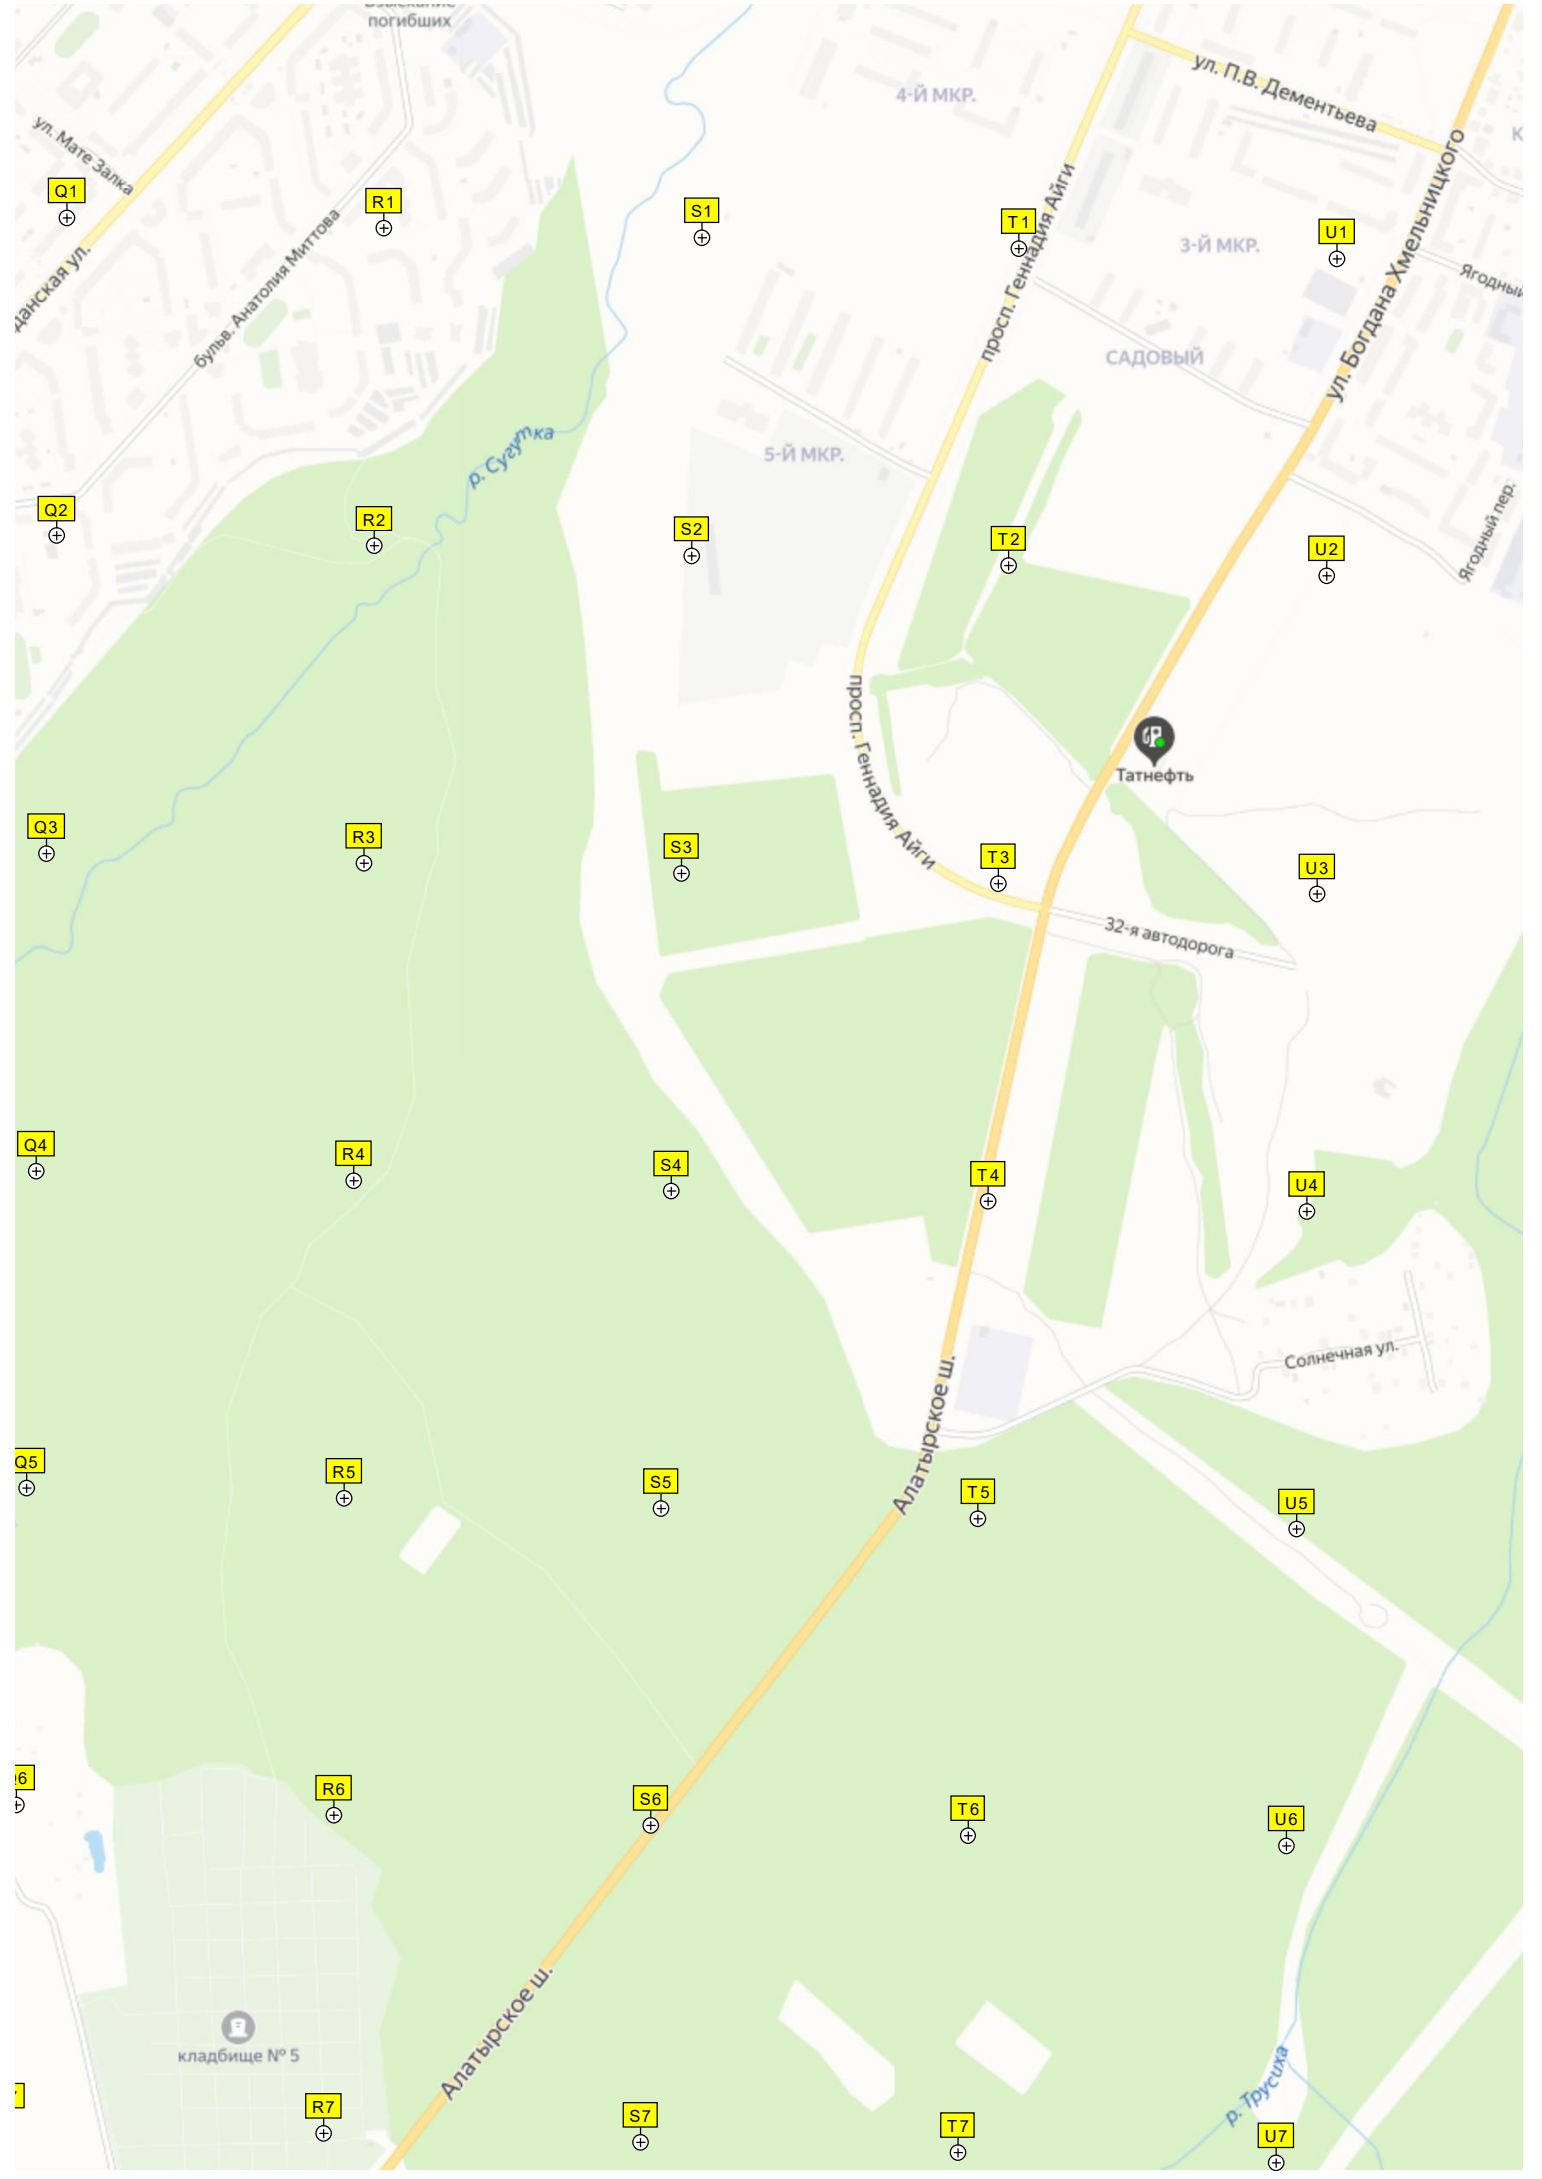 погибших
4-Й МКР.
ул. П.В. Дементьева
ул. Мате Залка
Q1
R1
S1
T1
U1
3-Й МКР.
просп. Геннадия Айги
ул. Богдана Хмельницкого
бульв. Анатолия Миттова
САДОВЫЙ
р. Сугутка
5-Й МКР.
Ягодный пер.
Q2
R2
S2
T2
U2
просп. Геннадия Айги
Татнефть
Q3
R3
S3
T3
U3
32-я автодорога
Q4
R4
S4
T4
U4
Солнечная ул.
Алатырское ш.
Q5
R5
S5
T5
U5
R6
S6
T6
U6
Алатырское ш.
кладбище № 5
р. Трусиха
R7
S7
T7
U7